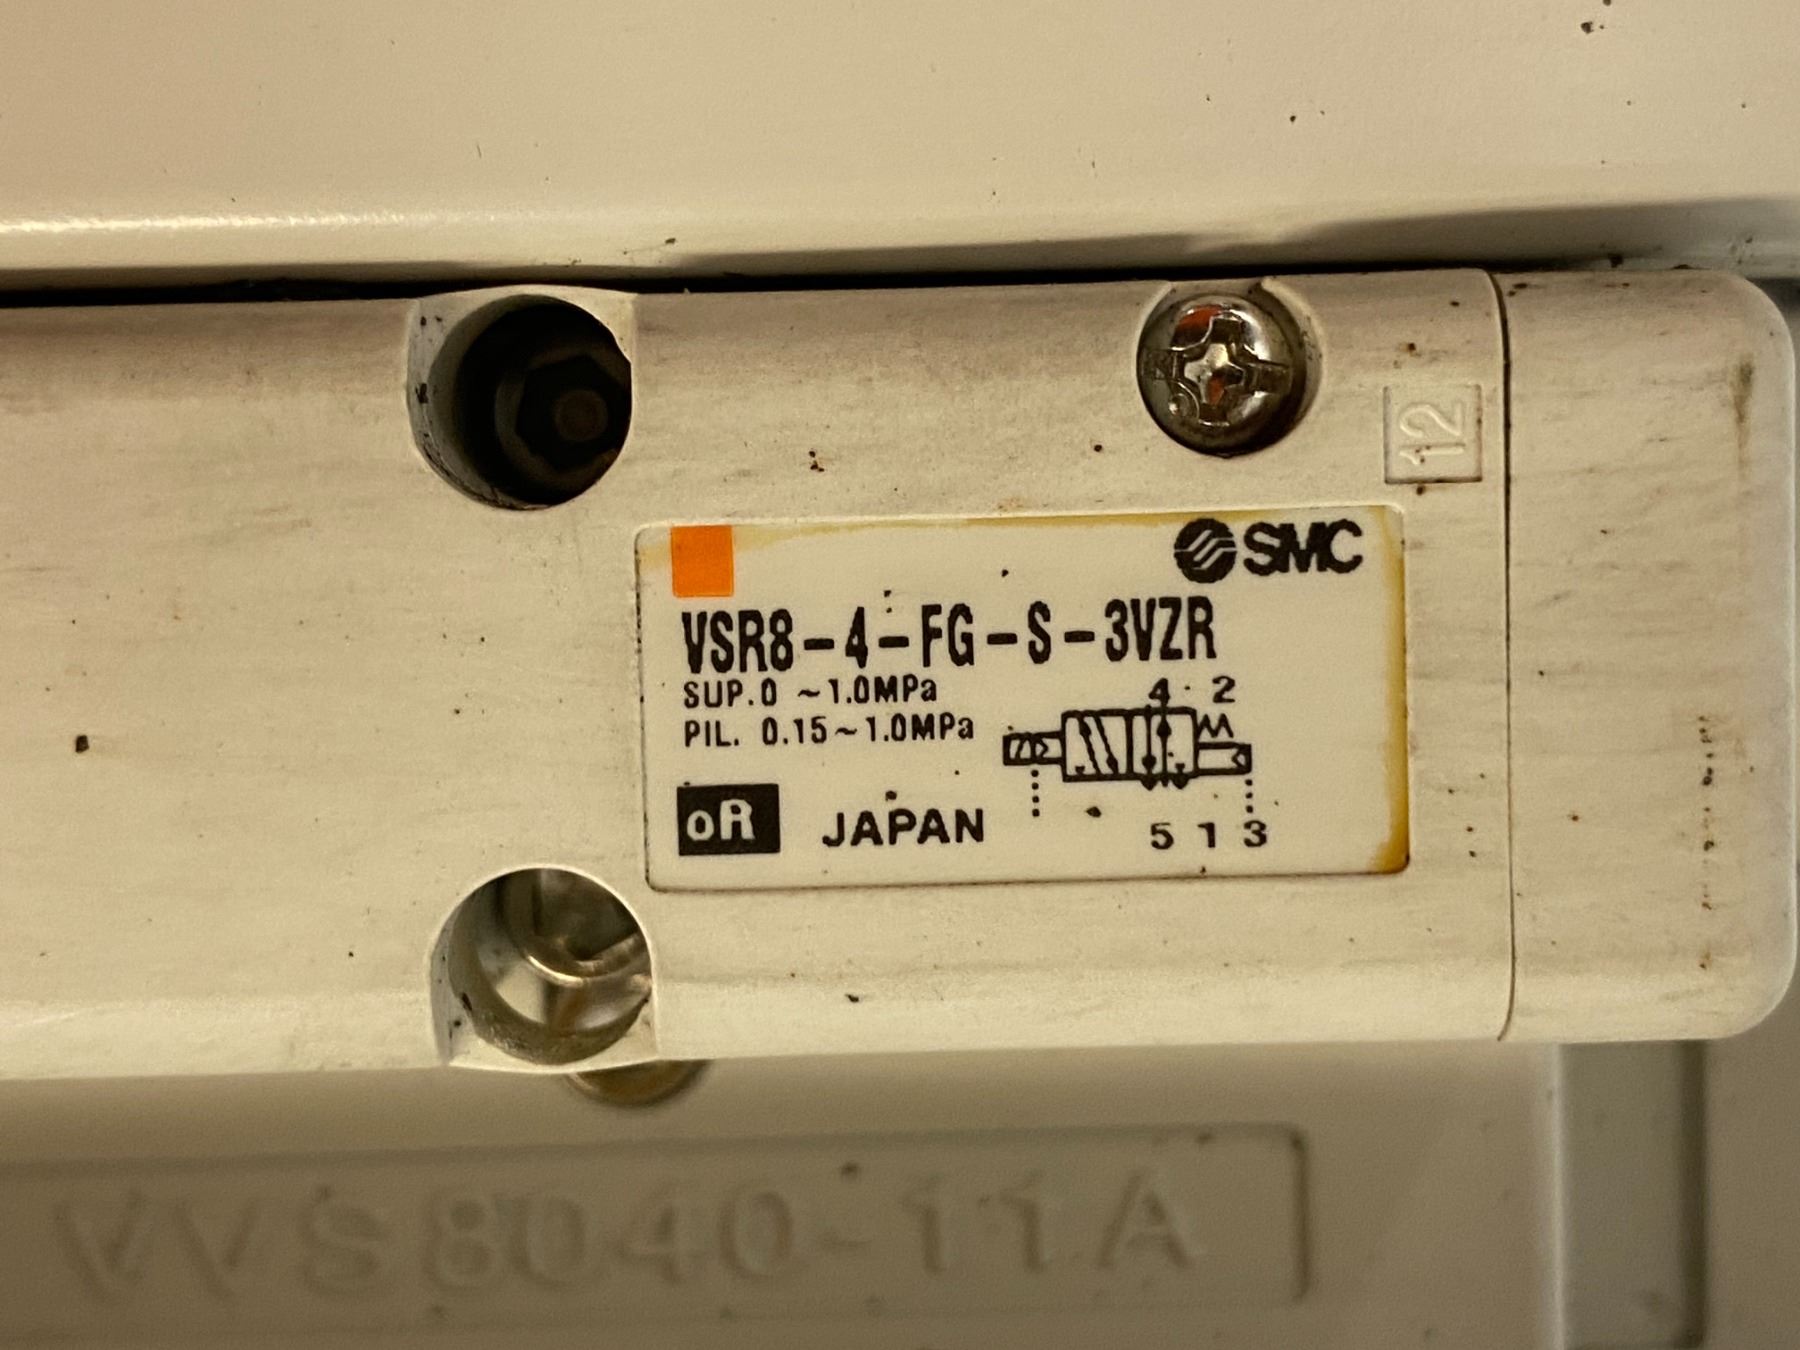 12
SMC
VSR8-4-FG-S-3VZR
SUP. 0 ~1.0MPa
PIL. 0.15~1.0MPa
4 2
5 1 3
oR JAPAN
8040-11A